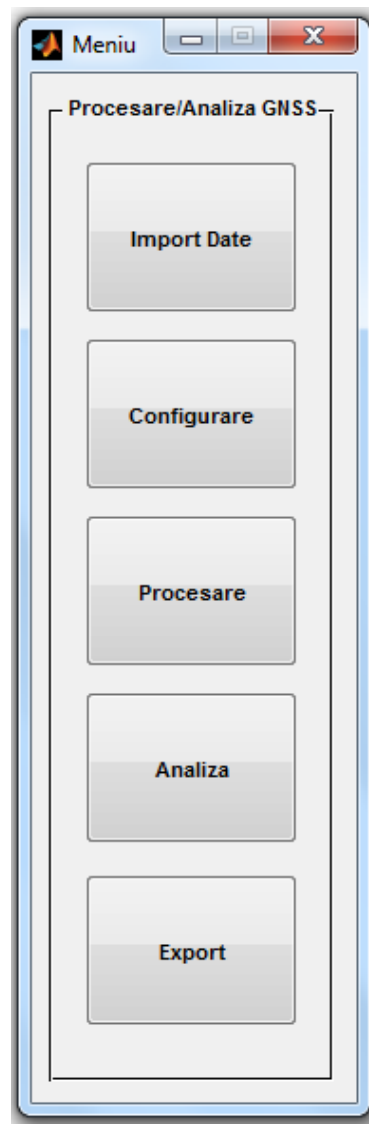 Meniu
Procesare/Analiza GNSS
Import Date
Configurare
Procesare
Analiza
Export